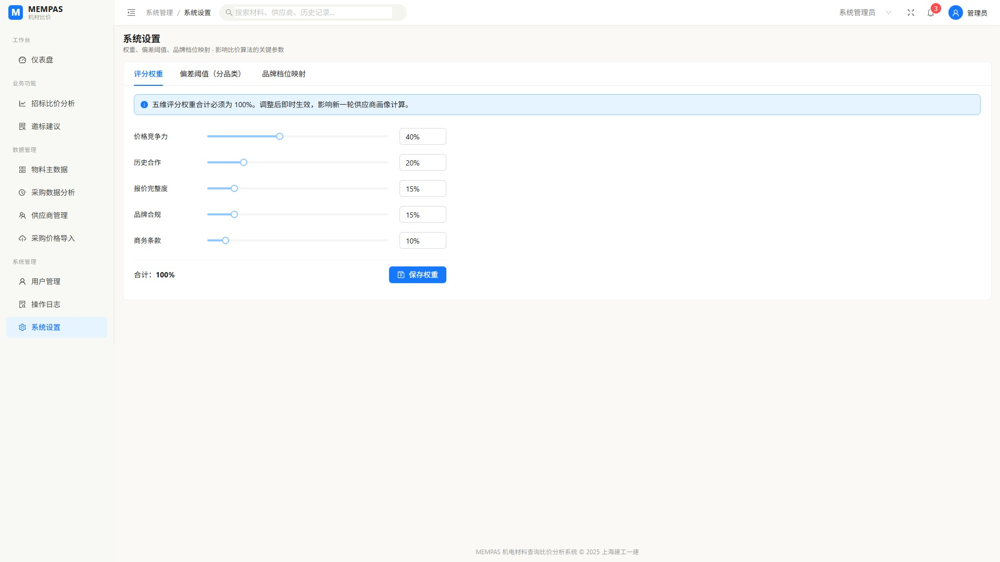 M MEMPAS
机材比价
系统管理 / 系统设置
搜索材料、供应商、历史记录...
系统管理员
3
管理员
工作台
仪表盘
业务功能
招标比价分析
邀标建议
数据管理
物料主数据
采购数据分析
供应商管理
采购价格导入
系统管理
用户管理
操作日志
系统设置
系统设置
权重、偏差阈值、品牌档位映射 · 影响比价算法的关键参数
评分权重 偏差阈值（分品类） 品牌档位映射
五维评分权重合计必须为 100%。调整后即时生效，影响新一轮供应商画像计算。
价格竞争力 40%
历史合作 20%
报价完整度 15%
品牌合规 15%
商务条款 10%
合计：100% 保存权重
MEMPAS 机电材料查询比价分析系统 © 2025 上海建工一建